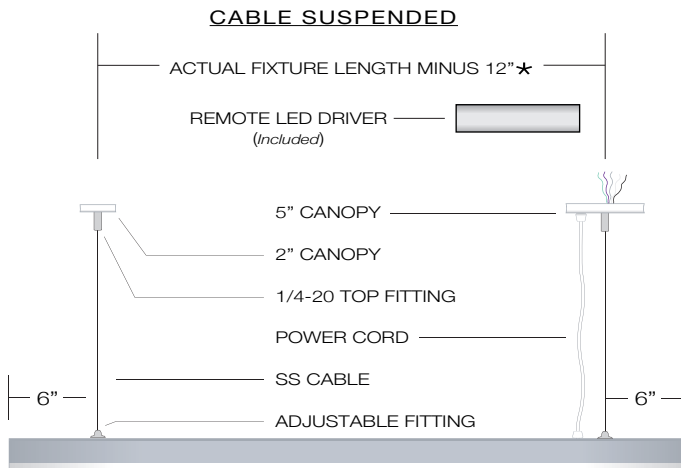 CABLE SUSPENDED
ACTUAL FIXTURE LENGTH MINUS 12”*
REMOTE LED DRIVER
(Included)
5” CANOPY
2” CANOPY
1/4-20 TOP FITTING
POWER CORD
SS CABLE
6”
6”
ADJUSTABLE FITTING